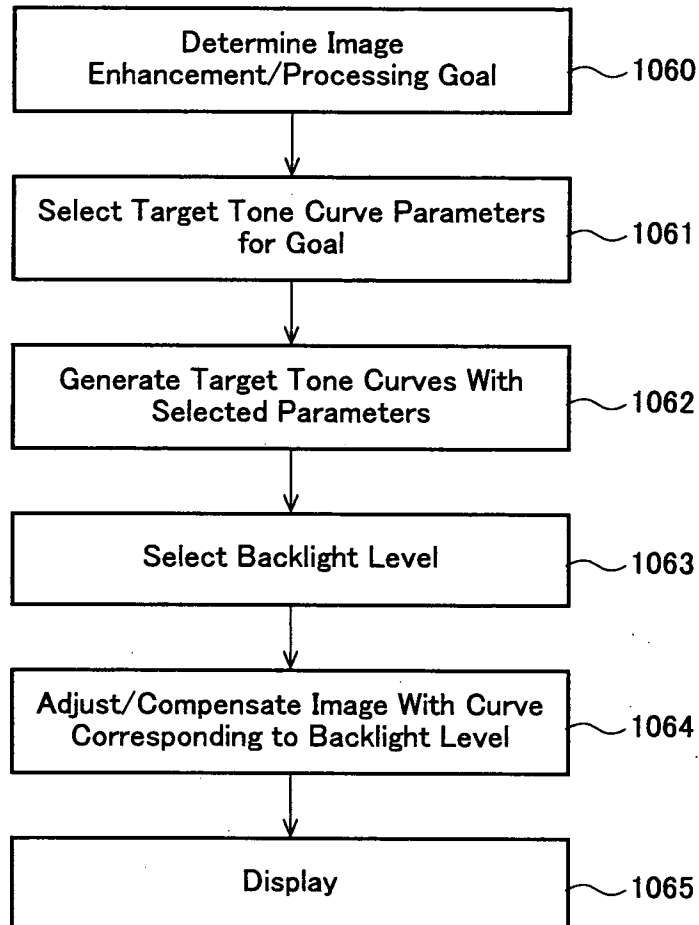 Determine Image
Enhancement/Processing Goal
1060
Select Target Tone Curve Parameters
for Goal
1061
Generate Target Tone Curves With
Selected Parameters
1062
Select Backlight Level
1063
Adjust/Compensate Image With Curve
Corresponding to Backlight Level
1064
Display
1065